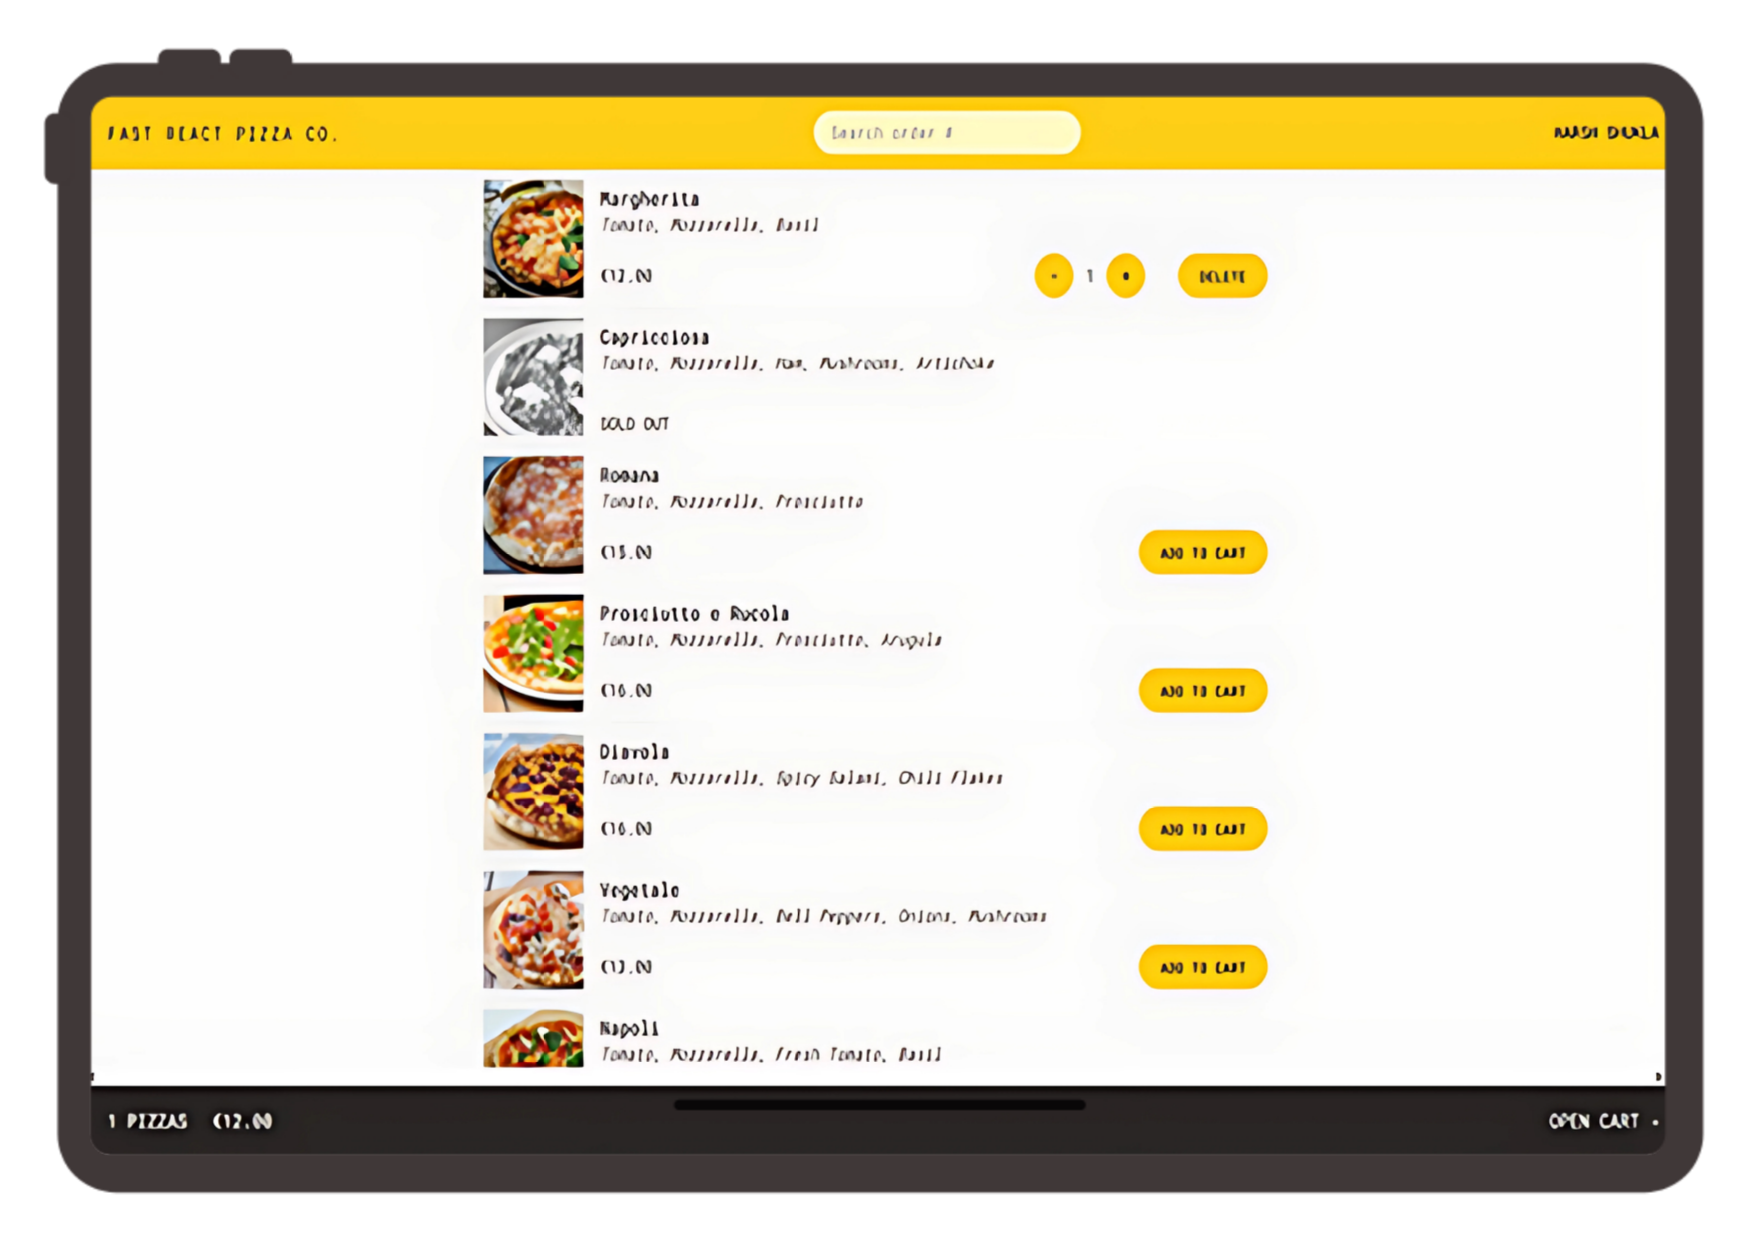 FAST REACT PIZZA CO.
Search order #
Margherita
Tomato, Mozzarella, Basil
€12.00
- 1 +
DELETE
Capricciosa
Tomato, Mozzarella, Ham, Mushrooms, Artichoke
SOLD OUT
Romana
Tomato, Mozzarella, Prosciutto
€15.00
ADD TO CART
Prosciutto e Rucola
Tomato, Mozzarella, Prosciutto, Arugula
€16.00
ADD TO CART
Diavola
Tomato, Mozzarella, Spicy Salami, Chili Flakes
€16.00
ADD TO CART
Vegetale
Tomato, Mozzarella, Bell Peppers, Onions, Mushrooms
€13.00
ADD TO CART
Napoli
Tomato, Mozzarella, Fresh Tomato, Basil
1 PIZZAS €12.00
OPEN CART